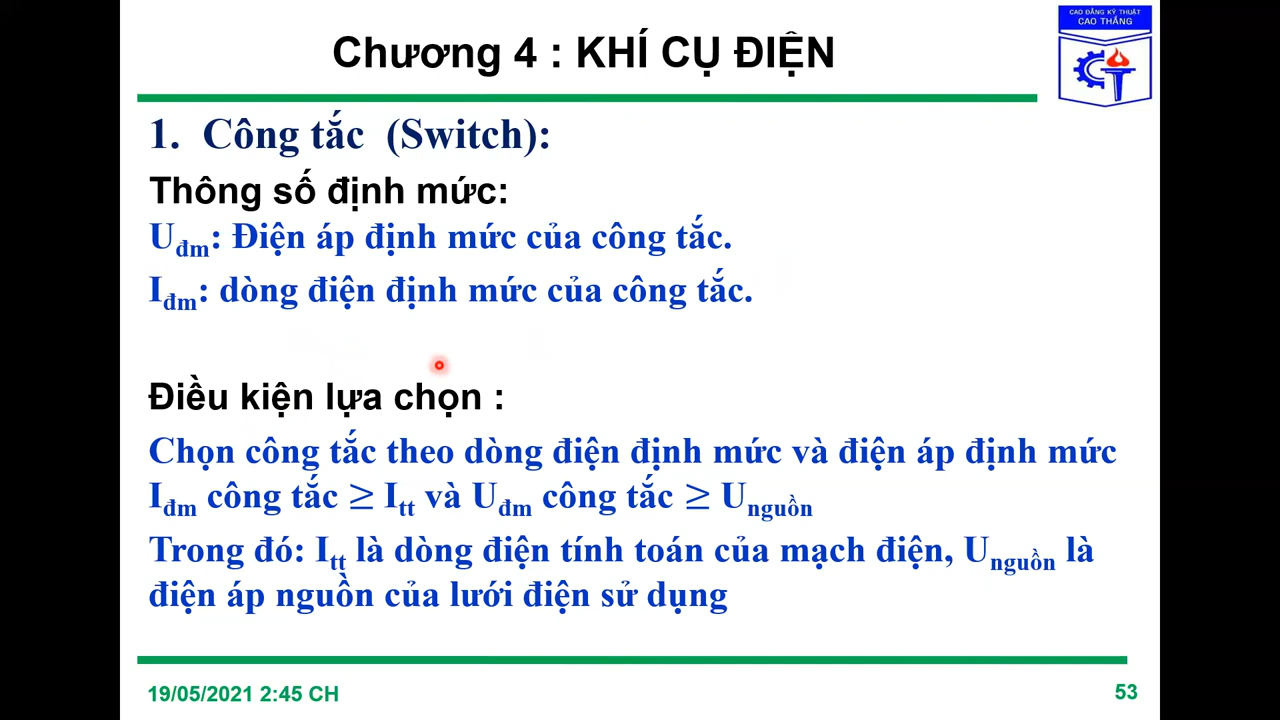 CAO ĐẲNG KỸ THUẬT
CAO THẮNG
Chương 4 : KHÍ CỤ ĐIỆN
1. Công tắc (Switch):
Thông số định mức:
Uđm: Điện áp định mức của công tắc.
Iđm: dòng điện định mức của công tắc.
Điều kiện lựa chọn :
Chọn công tắc theo dòng điện định mức và điện áp định mức
Iđm công tắc ≥ Itt và Uđm công tắc ≥ Unguồn
Trong đó: Itt là dòng điện tính toán của mạch điện, Unguồn là
điện áp nguồn của lưới điện sử dụng
19/05/2021 2:45 CH
53